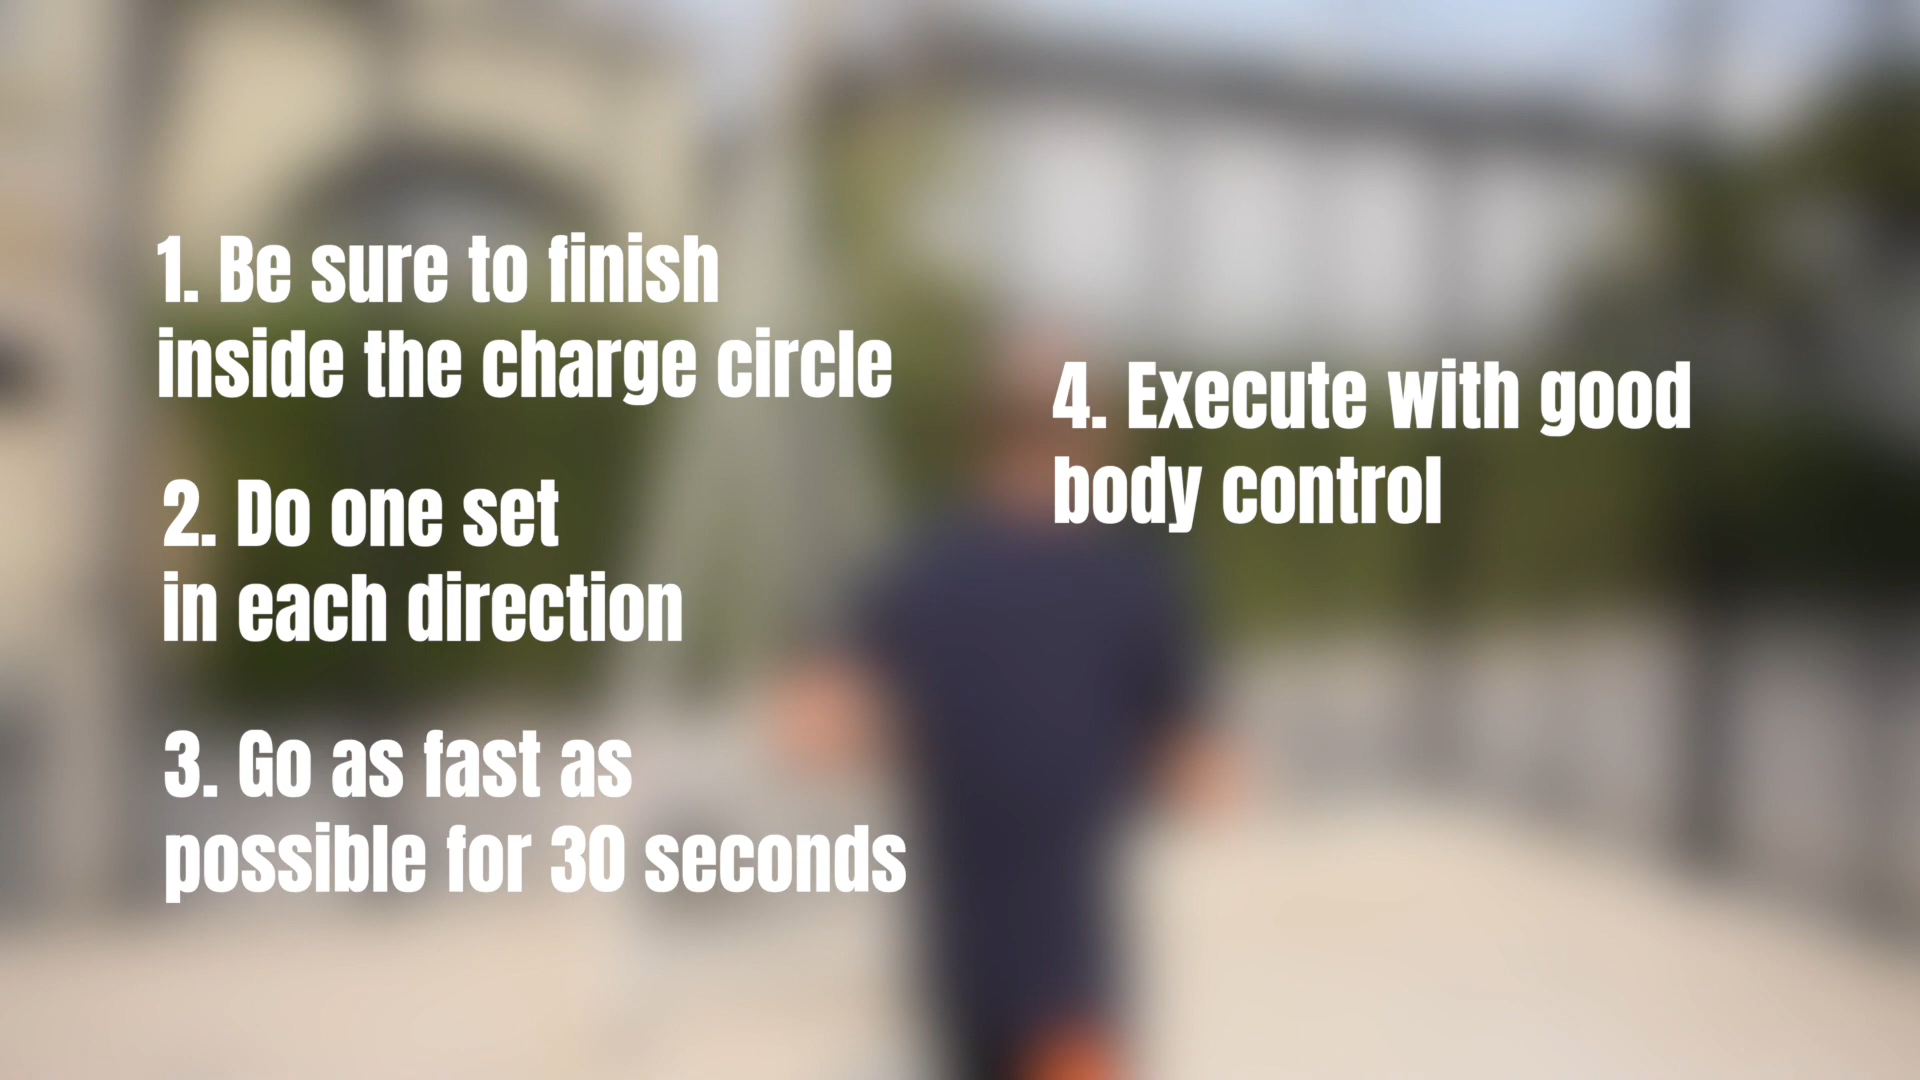 1. Be sure to finish
inside the charge circle
2. Do one set
in each direction
3. Go as fast as
possible for 30 seconds
4. Execute with good
body control